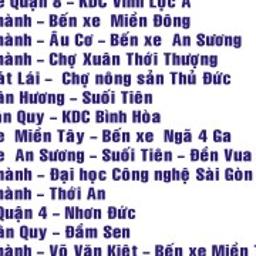 Quận 8 – KDC Vĩnh Lộc A
hành – Bến xe Miền Đông
hành – Âu Cơ – Bến xe An Sương
hành – Chợ Xuân Thới Thượng
át Lái – Chợ nông sản Thủ Đức
ần Hương – Suối Tiên
ần Quy – KDC Bình Hòa
e Miền Tây – Bến xe Ngã 4 Ga
e An Sương – Suối Tiên – Đền Vua
hành – Đại học Công nghệ Sài Gòn
hành – Thới An
Quận 4 – Nhơn Đức
ân Quy – Đầm Sen
hành – Võ Văn Kiệt – Bến xe Miền